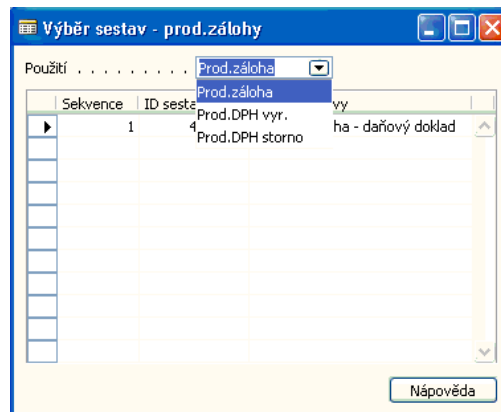 Výběr sestav - prod.zálohy
Použití . . . . . . . . . Prod.záloha
Prod.záloha
Prod.DPH vyr.
Prod.DPH storno
Sekvence ID sesta vy
1 4 ha - daňový doklad
Nápověda